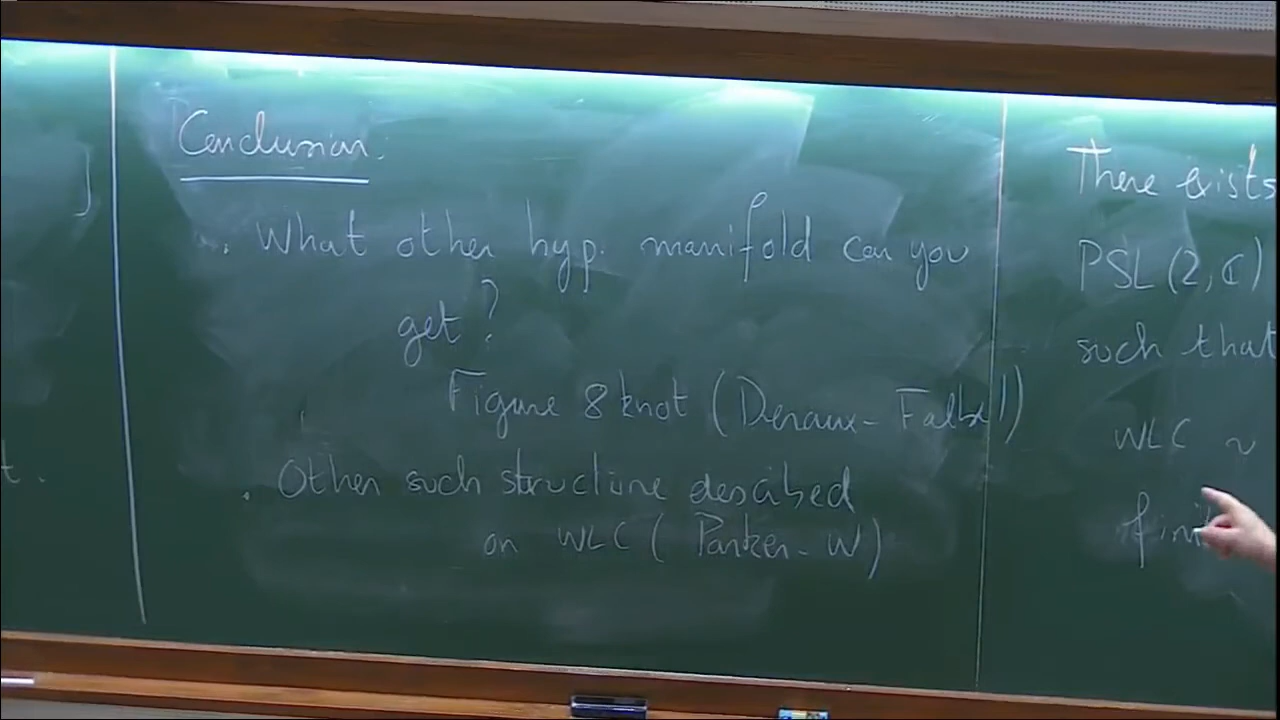 Conclusion.
. What other hyp. manifold can you
get ?
Figure 8 knot (Deraux - Falbel)
. Other such structure described
on WLC ( Parker - W )
There exists
PSL(2, ℂ)
such that
WLC ~
finit
]
t.